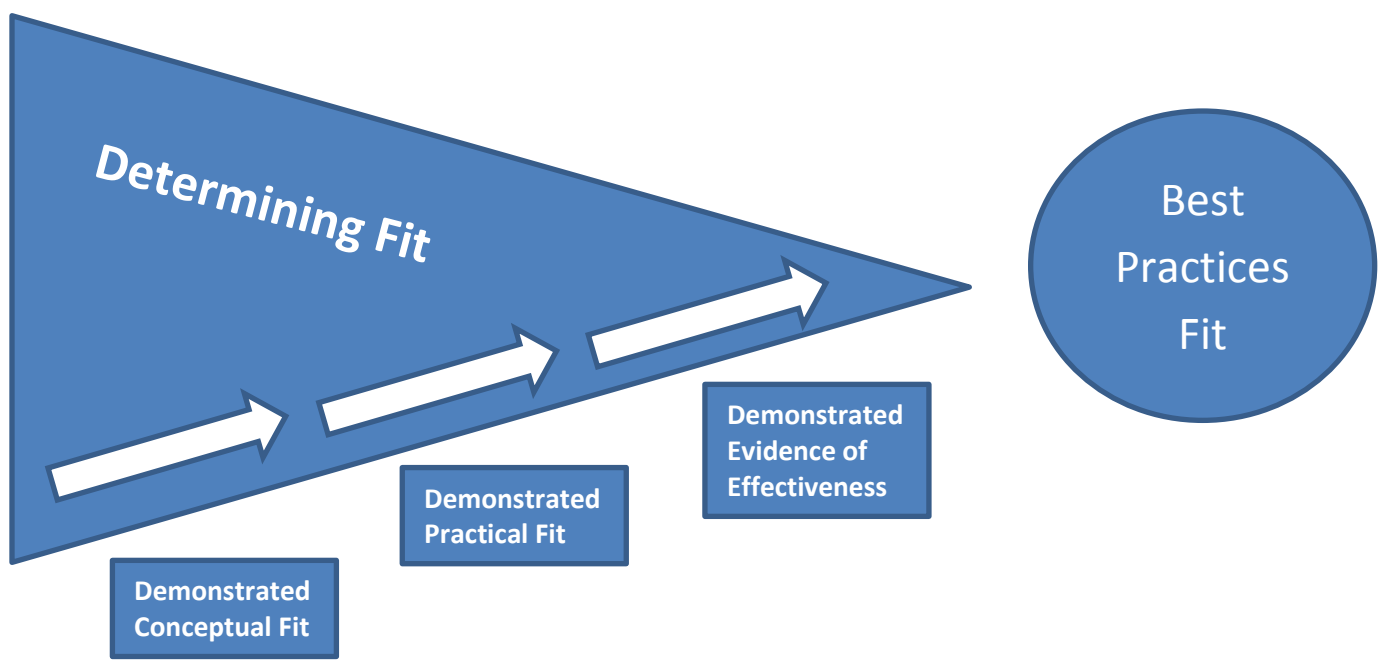 Determining Fit
Demonstrated
Conceptual Fit
Demonstrated
Practical Fit
Demonstrated
Evidence of
Effectiveness
Best
Practices
Fit